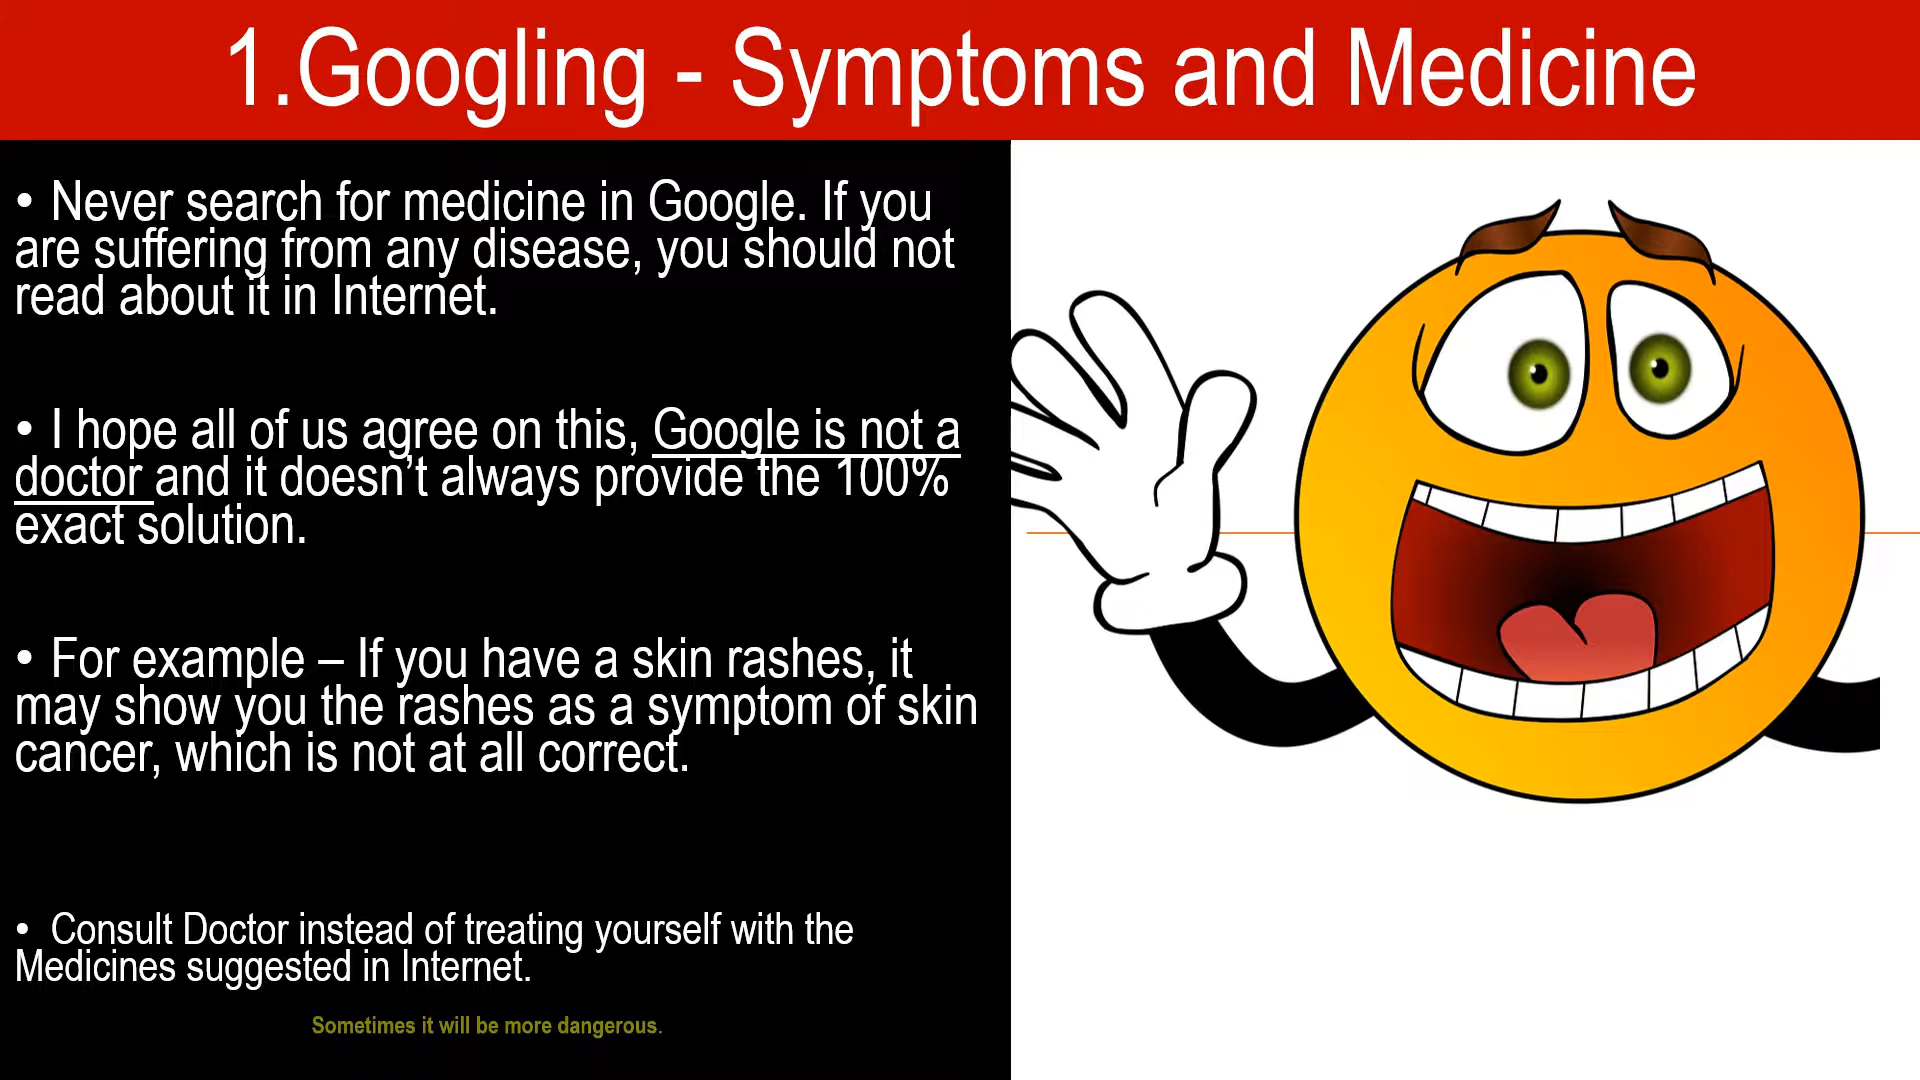 1.Googling - Symptoms and Medicine
• Never search for medicine in Google. If you
are suffering from any disease, you should not
read about it in Internet.
• I hope all of us agree on this, Google is not a
doctor and it doesn’t always provide the 100%
exact solution.
• For example – If you have a skin rashes, it
may show you the rashes as a symptom of skin
cancer, which is not at all correct.
• Consult Doctor instead of treating yourself with the
Medicines suggested in Internet.
Sometimes it will be more dangerous.